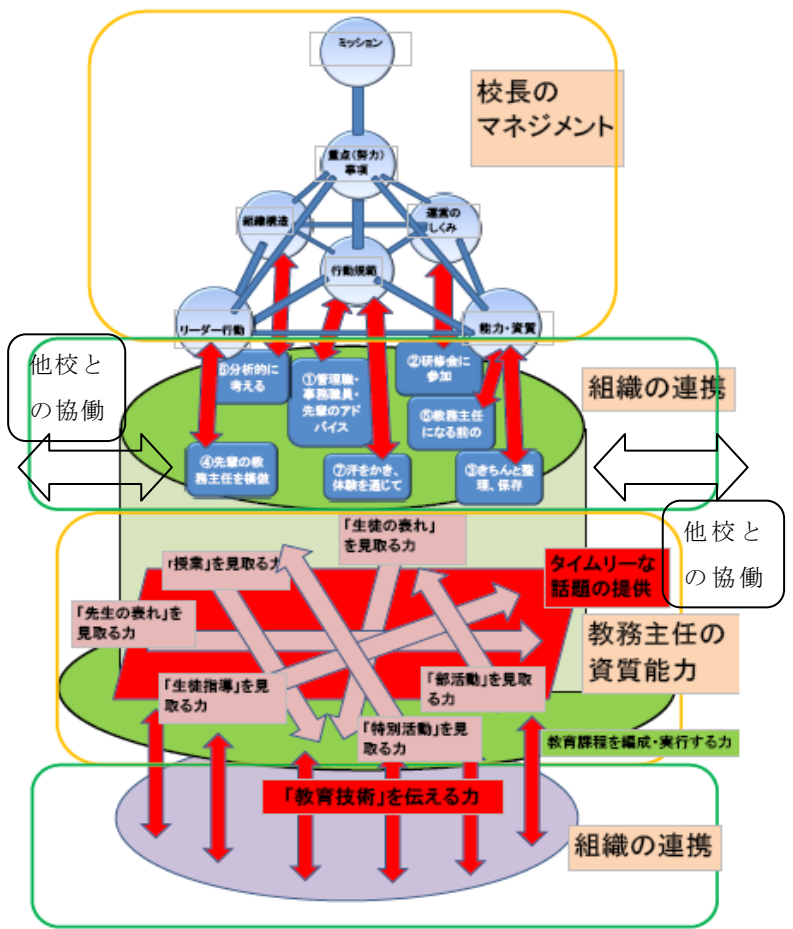 ミッション
校長の
マネジメント
重点(努力)
事項
組織構造
運営の
しくみ
行動規範
リーダー行動
能力・資質
他校と
の協働
⑥分析的に
考える
①管理職・
事務職員・
先輩のアド
バイス
②研修会に
参加
⑤教務主任
になる前の
組織の連携
④先輩の教
務主任を模倣
⑦汗をかき、
体験を通じて
③きちんと整
理、保存
他校と
の協働
「生徒の表れ」
を見取る力
「授業」を見取る力
タイムリーな
話題の提供
「先生の表れ」を
見取る力
教務主任の
資質能力
「生徒指導」を見
取る力
「部活動」を見取
る力
「特別活動」を見
取る力
教育課程を編成・実行する力
「教育技術」を伝える力
組織の連携